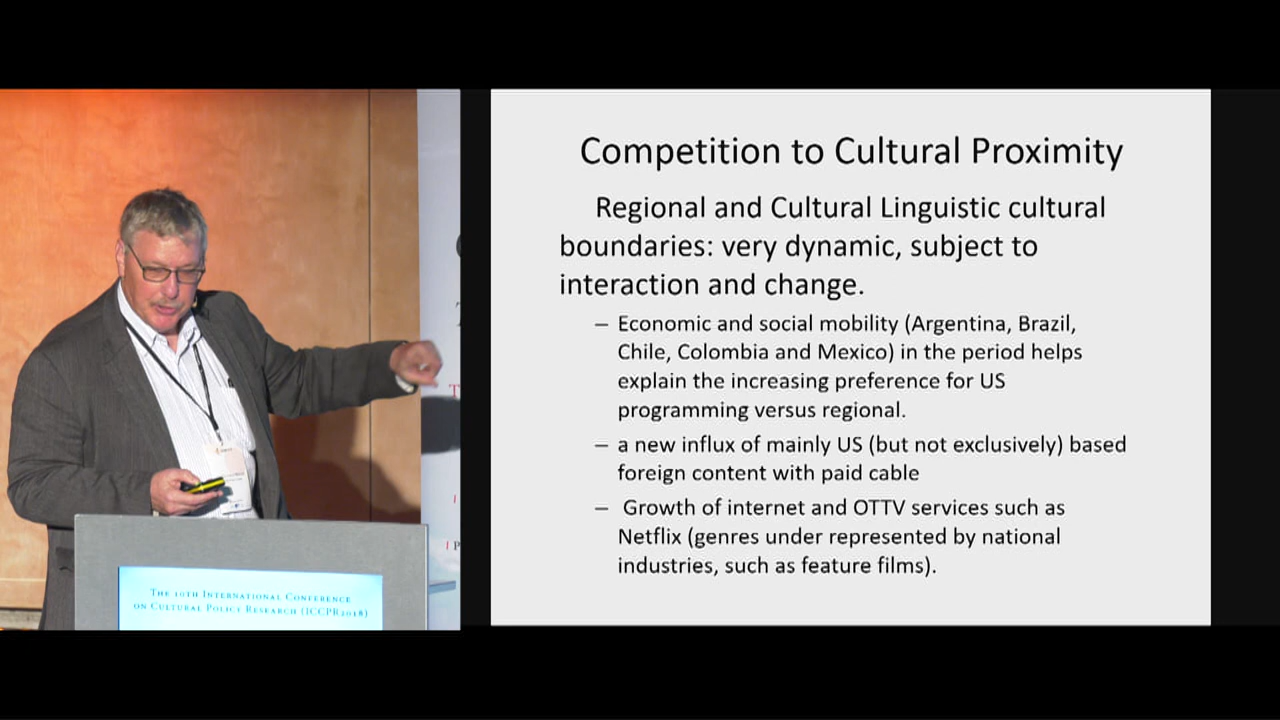 Competition to Cultural Proximity
Regional and Cultural Linguistic cultural
boundaries: very dynamic, subject to
interaction and change.
– Economic and social mobility (Argentina, Brazil,
Chile, Colombia and Mexico) in the period helps
explain the increasing preference for US
programming versus regional.
– a new influx of mainly US (but not exclusively) based
foreign content with paid cable
– Growth of internet and OTTV services such as
Netflix (genres under represented by national
industries, such as feature films).
The 10th International Conference
on Cultural Policy Research (ICCPR2018)